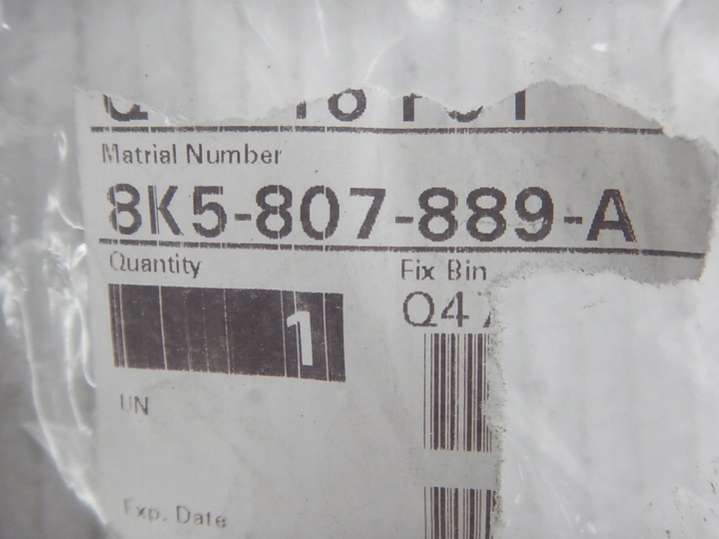 Matrial Number
8K5-807-889-A
Quantity
Fix Bin
1
Q47
UN
Exp. Date